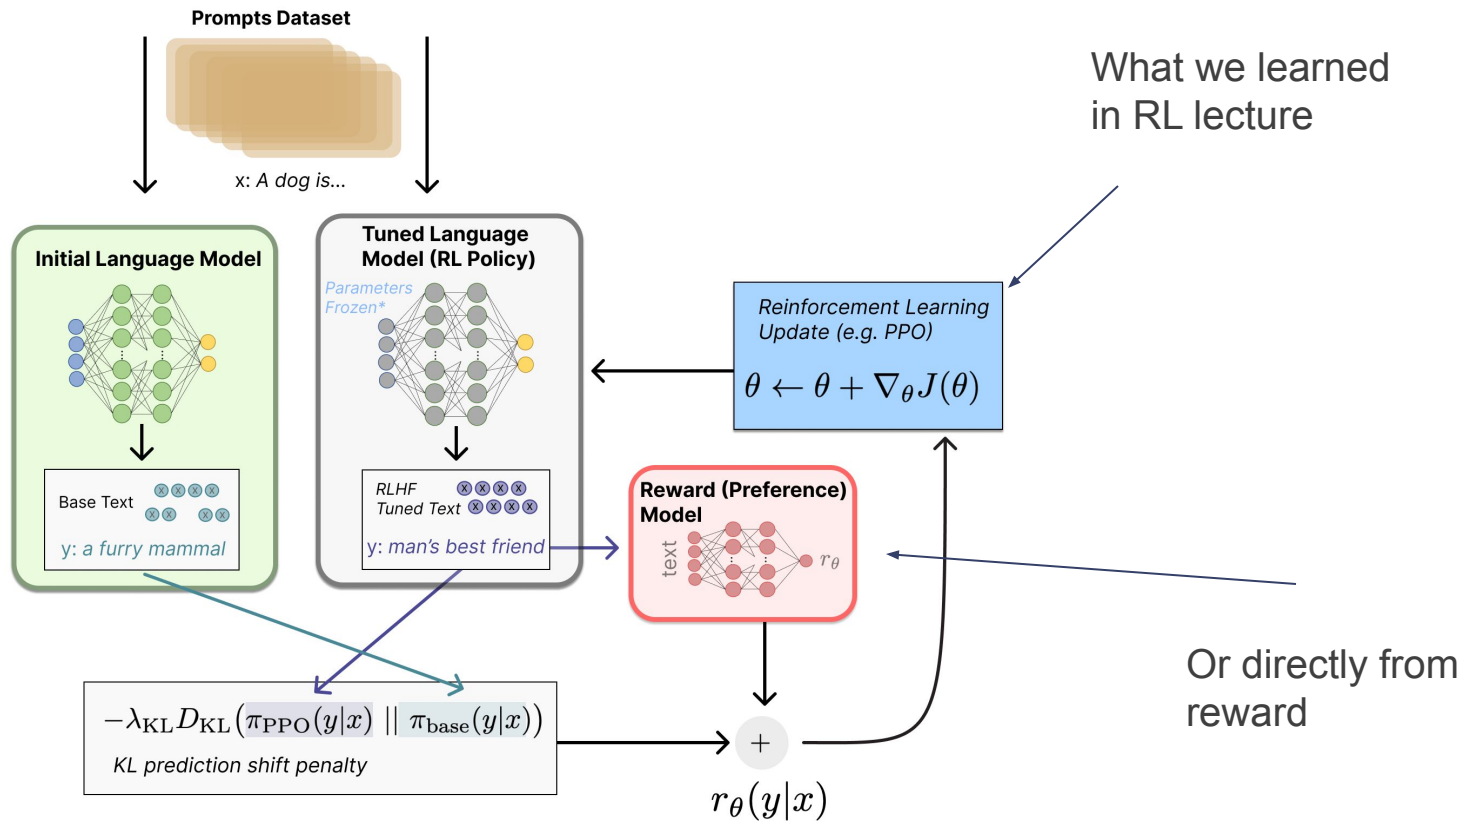 Prompts Dataset
x: A dog is...
What we learned
in RL lecture
Initial Language Model
Tuned Language
Model (RL Policy)
Parameters
Frozen*
Base Text
x x x x
x x x x
y: a furry mammal
RLHF
Tuned Text
x x x x
x x x x
y: man's best friend
Reinforcement Learning
Update (e.g. PPO)
θ ← θ + ∇θJ(θ)
Reward (Preference)
Model
text
rθ
Or directly from
reward
−λKL DKL(πPPO(y|x) || πbase(y|x))
KL prediction shift penalty
+
rθ(y|x)